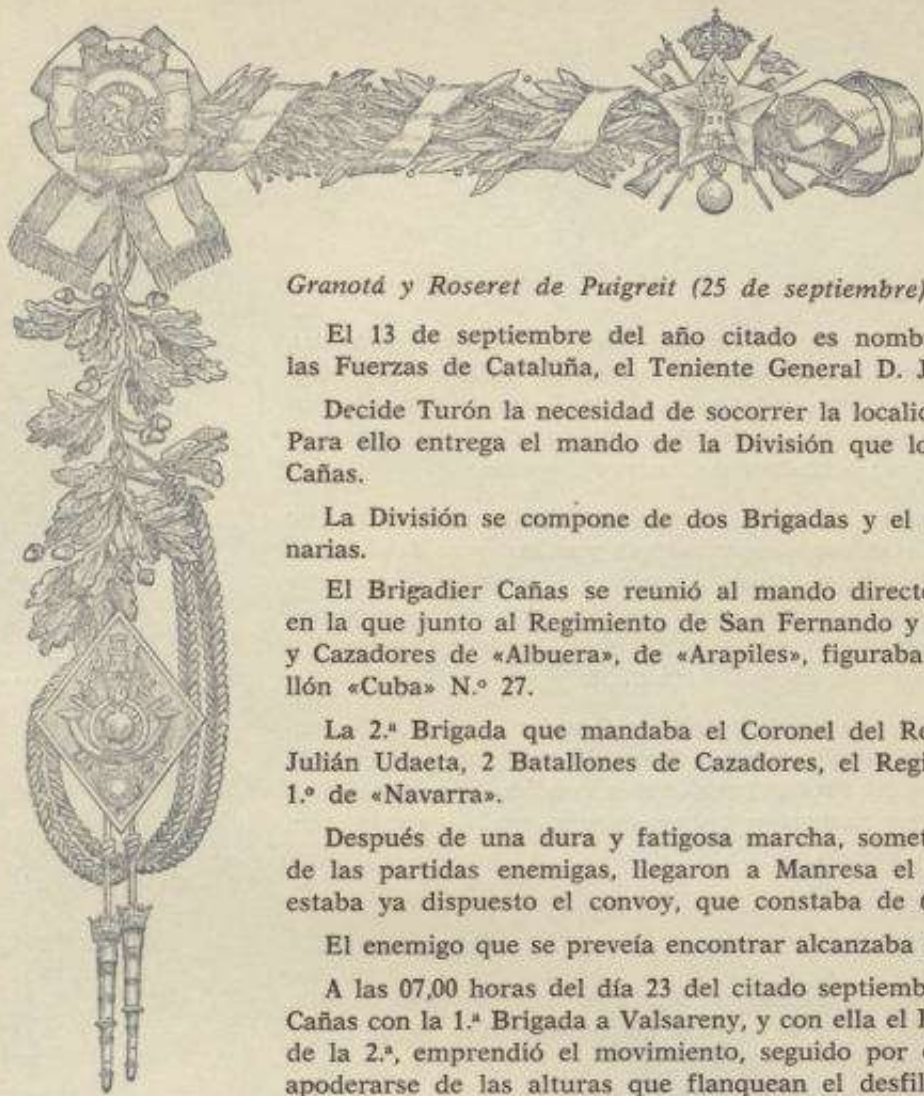 Granotá y Roseret de Puigreit (25 de septiembre)
El 13 de septiembre del año citado es nomb
las Fuerzas de Cataluña, el Teniente General D. J
Decide Turón la necesidad de socorrer la localid
Para ello entrega el mando de la División que lo
Cañas.
La División se compone de dos Brigadas y el
narias.
El Brigadier Cañas se reunió al mando direct
en la que junto al Regimiento de San Fernando y
y Cazadores de «Albuera», de «Arapiles», figuraba
llón «Cuba» N.º 27.
La 2.ª Brigada que mandaba el Coronel del Re
Julián Udaeta, 2 Batallones de Cazadores, el Regi
1.º de «Navarra».
Después de una dura y fatigosa marcha, somet
de las partidas enemigas, llegaron a Manresa el
estaba ya dispuesto el convoy, que constaba de
El enemigo que se preveía encontrar alcanzaba
A las 07,00 horas del día 23 del citado septiemb
Cañas con la 1.ª Brigada a Valsareny, y con ella el
de la 2.ª, emprendió el movimiento, seguido por
apoderarse de las alturas que flanquean el desfil